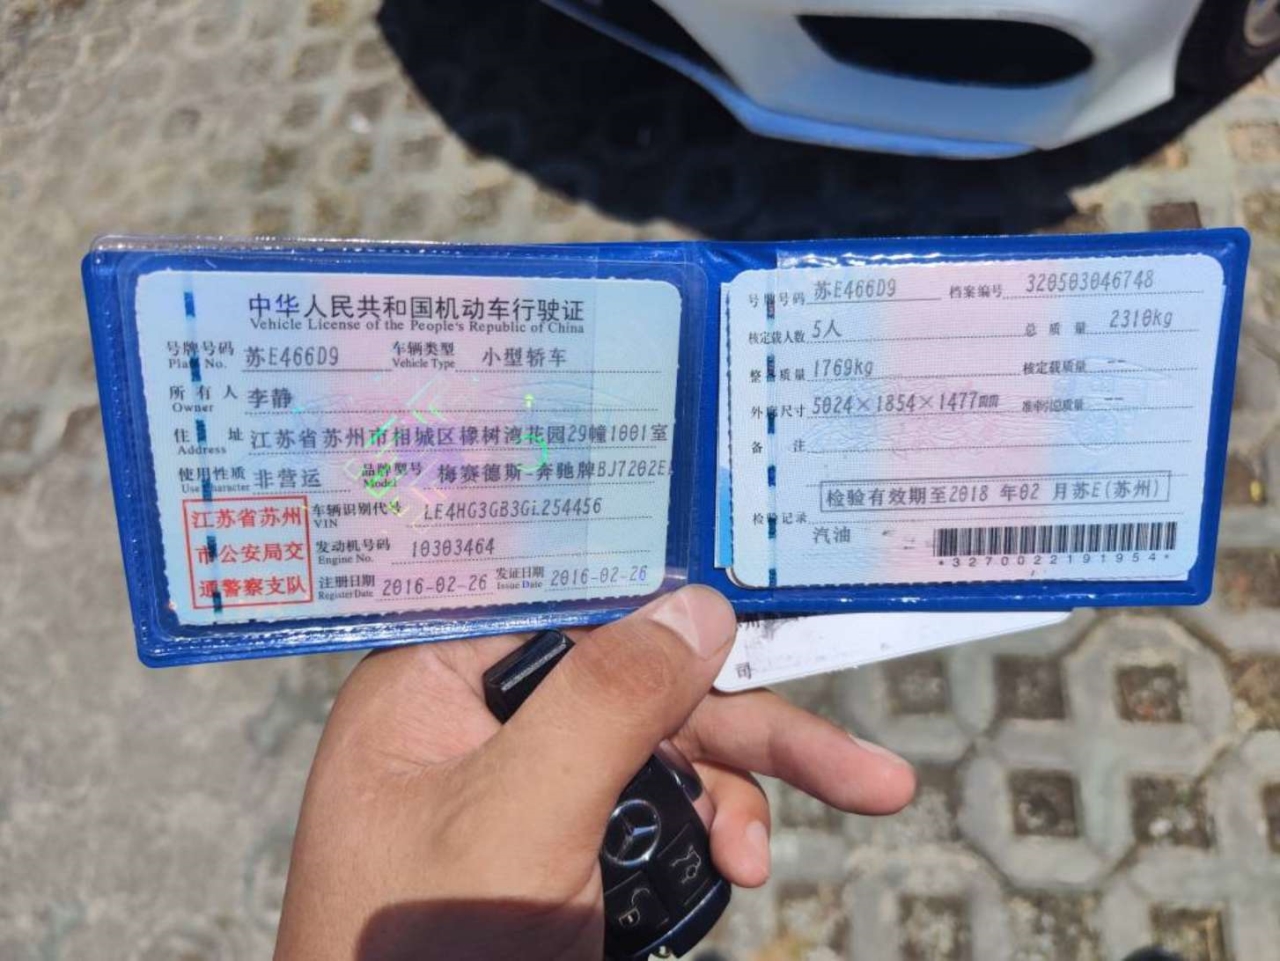 中华人民共和国机动车行驶证
Vehicle License of the People's Republic of China
号牌号码 苏E466D9 车辆类型 小型轿车
Plate No. Vehicle Type
所有人 李静
Owner
住址 江苏省苏州市相城区橡树湾花园29幢1001室
Address
使用性质 非营运 品牌型号 梅赛德斯-奔驰牌BJ7202E
Use Character Model
江苏省苏州
市公安局交
通警察支队
车辆识别代号 LE4HG3GB3GL254456
VIN
发动机号码 10303464
Engine No.
注册日期 2016-02-26 发证日期 2016-02-26
Register Date Issue Date
号牌号码 苏E466D9 档案编号 320503046748
核定载人数 5人 总质量 2310kg
整备质量 1769kg 核定载质量 --
外廓尺寸 5024×1854×1477 准牵引总质量 --
备注
检验有效期至2018 年02 月苏E(苏州)
检验记录
汽油
*3270022191954*
司